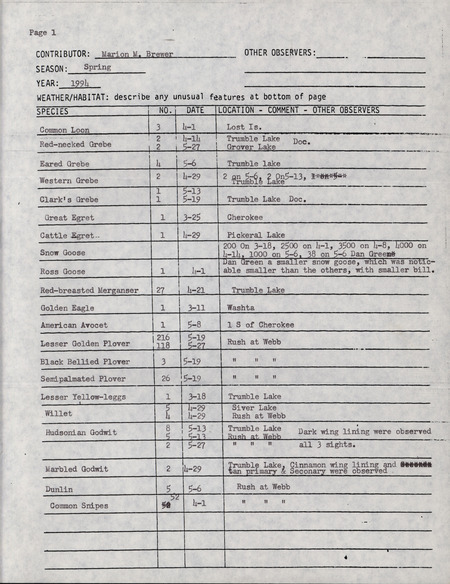 Page 1
CONTRIBUTOR: Marion M. Brewer OTHER OBSERVERS:
SEASON: Spring
YEAR: 1994
WEATHER/HABITAT: describe any unusual features at bottom of page
SPECIES NO. DATE LOCATION - COMMENT - OTHER OBSERVERS
Common Loon 3 4-1 Lost Is.
Red-necked Grebe 2 4-14 Trumble Lake Doc.
2 5-27 Grover Lake
Eared Grebe 4 5-6 Trumble lake
Western Grebe 2 4-29 2 on 5-6, 2 On5-13,
Trumble Lake
1 5-13
Clark's Grebe 1 5-19 Trumble Lake Doc.
Great Egret 1 3-25 Cherokee
Cattle Egret 1 4-29 Pickeral Lake
Snow Goose 200 On 3-18, 2500 on 4-1, 3500 on 4-8, 4000 on
4-14, 1000 on 5-6, 38 on 5-6 Dan Green
Dan Green a smaller snow goose, which was notic-
Ross Goose 1 4-1 able smaller than the others, with smaller bill.
Red-breasted Merganser 27 4-21 Trumble Lake
Golden Eagle 1 3-11 Washta
American Avocet 1 5-8 1 S of Cherokee
Lesser Golden Plover 216 5-19 Rush at Webb
118 5-27
Black Bellied Plover 3 5-19 " " "
Semipalmated Plover 26 5-19 " " "
Lesser Yellow-leggs 1 3-18 Trumble Lake
Willet 5 4-29 Siver Lake
4 4-29 Rush at Webb
Hudsonian Godwit 8 5-13 Trumble Lake Dark wing lining were observed
5 5-13 Rush at Webb
2 5-27 " " " all 3 sights.
Marbled Godwit 2 4-29 Trumble Lake, Cinnamon wing lining and
tan primary & Seconary were observed
Dunlin 5 5-6 Rush at Webb
Common Snipes 52 4-1 " " "